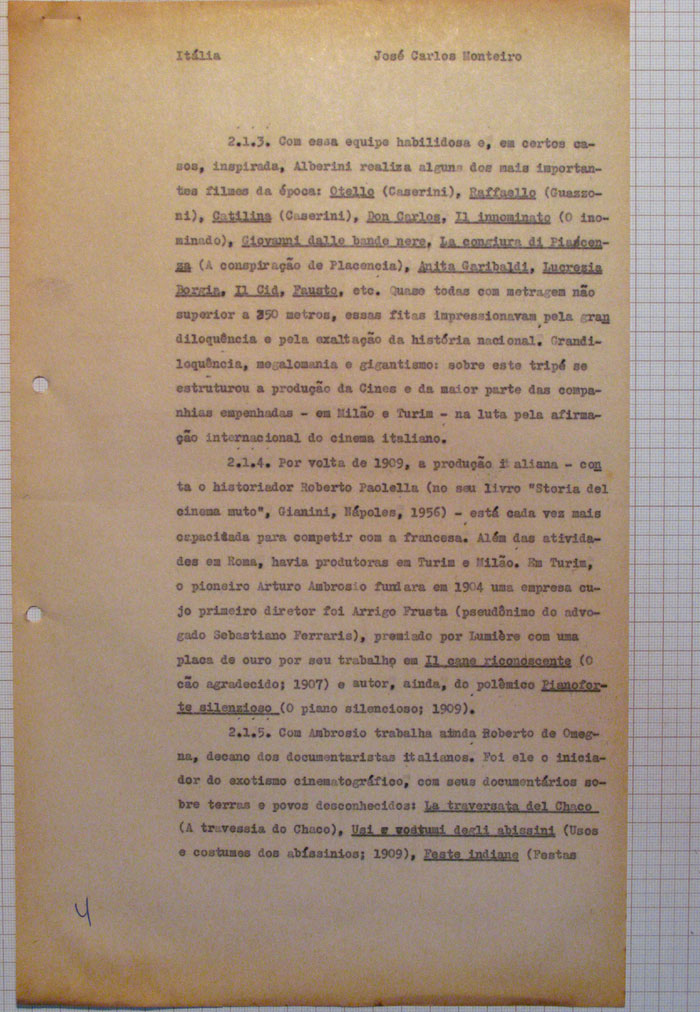 Itália José Carlos Monteiro
2.1.3. Com essa equipe habilidosa e, em certos ca-
sos, inspirada, Alberini realiza alguns dos mais importan-
tes filmes da época: Otello (Caserini), Raffaello (Guazzo-
ni), Catilina (Caserini), Don Carlos, Il innominato (O ino-
minado), Giovanni dalle bande nere, La congiura di Piacen-
za (A conspiração de Placencia), Anita Garibaldi, Lucrezia
Borgia, Il Cid, Fausto, etc. Quase todas com metragem não
superior a 350 metros, essas fitas impressionavam pela gran
diloquência e pela exaltação da história nacional. Grandi-
loquência, megalomania e gigantismo: sobre este tripé se
estruturou a produção da Cines e da maior parte das compa-
nhias empenhadas - em Milão e Turim - na luta pela afirma-
ção internacional do cinema italiano.
2.1.4. Por volta de 1909, a produção italiana - con
ta o historiador Roberto Paolella (no seu livro "Storia del
cinema muto", Gianini, Nápoles, 1956) - está cada vez mais
capacitada para competir com a francesa. Além das ativida-
des em Roma, havia produtoras em Turim e Milão. Em Turim,
o pioneiro Arturo Ambrosio fundara em 1904 uma empresa cu-
jo primeiro diretor foi Arrigo Frusta (pseudônimo do advo-
gado Sebastiano Ferraris), premiado por Lumière com uma
placa de ouro por seu trabalho em Il cane riconoscente (O
cão agradecido; 1907) e autor, ainda, do polêmico Pianofor-
te silenzioso (O piano silencioso; 1909).
2.1.5. Com Ambrosio trabalha ainda Roberto de Omeg-
na, decano dos documentaristas italianos. Foi ele o inicia-
dor do exotismo cinematográfico, com seus documentários so-
bre terras e povos desconhecidos: La traversata del Chaco
(A travessia do Chaco), Usi e costumi degli abissini (Usos
e costumes dos abíssinios; 1909), Feste indiane (Festas
4